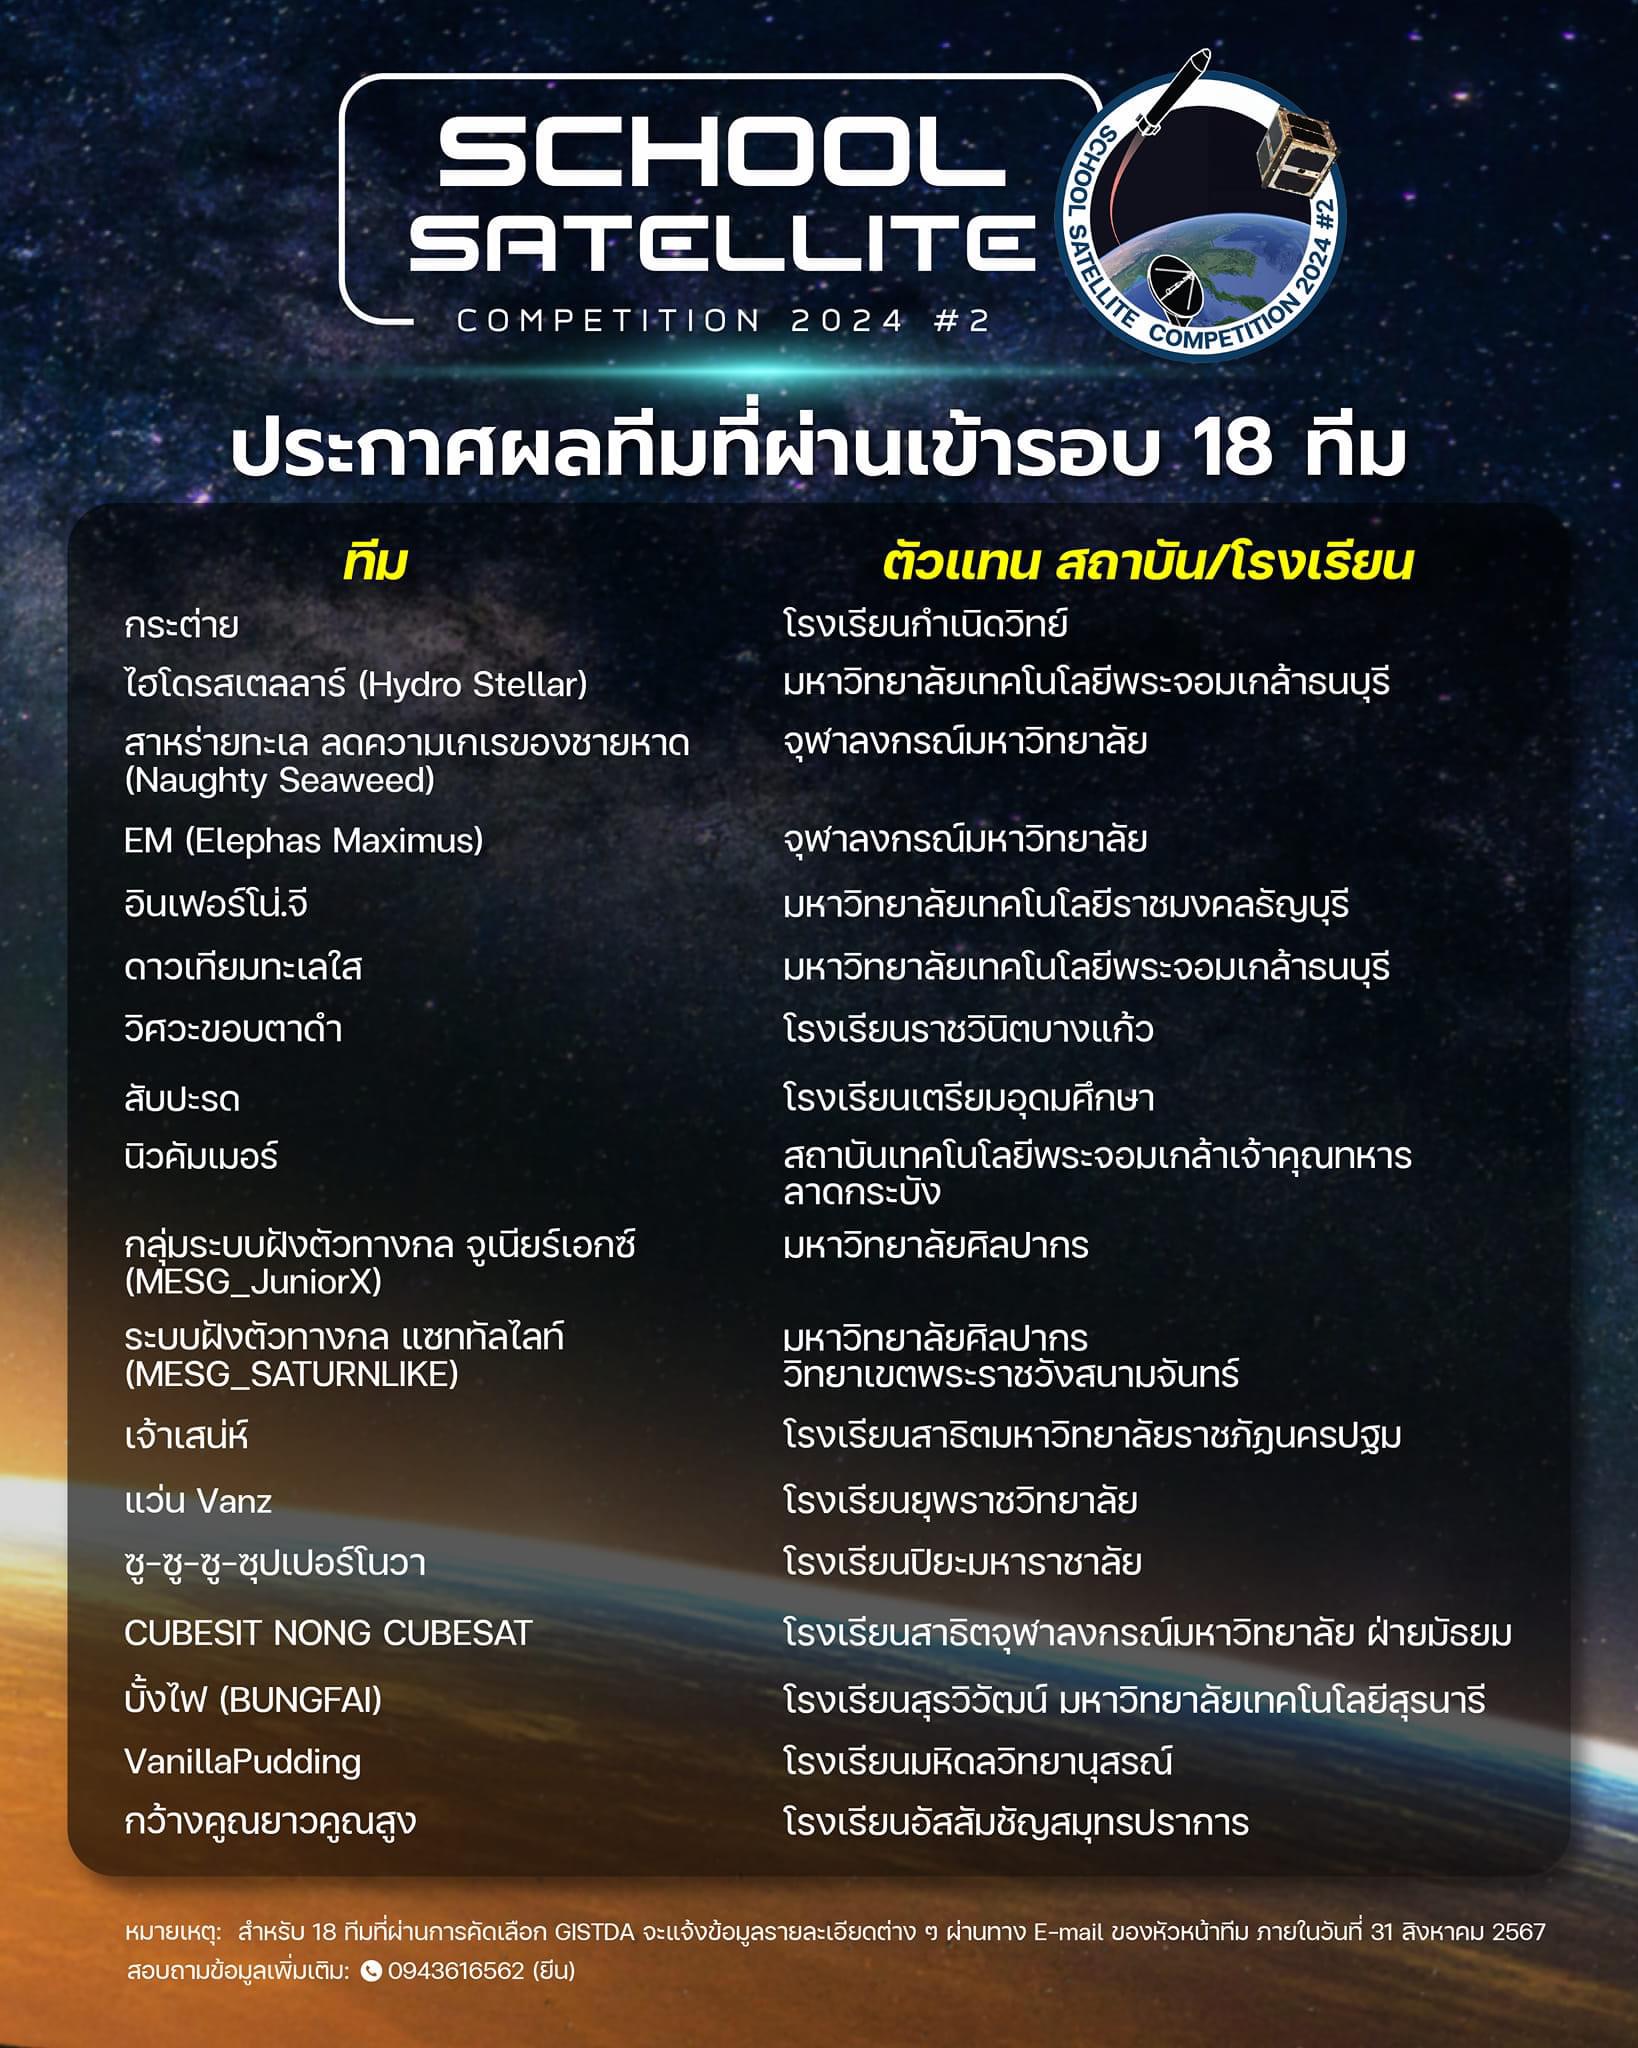 SCHOOL
SATELLITE
COMPETITION 2024 #2
SCHOOL SATELLITE COMPETITION 2024 #2
ประกาศผลทีมที่ผ่านเข้ารอบ 18 ทีม
ทีม ตัวแทน สถาบัน/โรงเรียน
กระต่าย โรงเรียนกำเนิดวิทย์
ไฮโดรสเตลลาร์ (Hydro Stellar) มหาวิทยาลัยเทคโนโลยีพระจอมเกล้าธนบุรี
สาหร่ายทะเล ลดความเกเรของชายหาด จุฬาลงกรณ์มหาวิทยาลัย
(Naughty Seaweed)
EM (Elephas Maximus) จุฬาลงกรณ์มหาวิทยาลัย
อินเฟอร์โน่.จี มหาวิทยาลัยเทคโนโลยีราชมงคลธัญบุรี
ดาวเทียมทะเลใส มหาวิทยาลัยเทคโนโลยีพระจอมเกล้าธนบุรี
วิศวะขอบตาดำ โรงเรียนราชวินิตบางแก้ว
สับปะรด โรงเรียนเตรียมอุดมศึกษา
นิวคัมเมอร์ สถาบันเทคโนโลยีพระจอมเกล้าเจ้าคุณทหาร
ลาดกระบัง
กลุ่มระบบฝังตัวทางกล จูเนียร์เอกซ์ มหาวิทยาลัยศิลปากร
(MESG_JuniorX)
ระบบฝังตัวทางกล แซททัลไลท์ มหาวิทยาลัยศิลปากร
(MESG_SATURNLIKE) วิทยาเขตพระราชวังสนามจันทร์
เจ้าเสน่ห์ โรงเรียนสาธิตมหาวิทยาลัยราชภัฏนครปฐม
แว่น Vanz โรงเรียนยุพราชวิทยาลัย
ซู-ซู-ซู-ซุปเปอร์โนวา โรงเรียนปิยะมหาราชาลัย
CUBESIT NONG CUBESAT โรงเรียนสาธิตจุฬาลงกรณ์มหาวิทยาลัย ฝ่ายมัธยม
บั้งไฟ (BUNGFAI) โรงเรียนสุรวิวัฒน์ มหาวิทยาลัยเทคโนโลยีสุรนารี
VanillaPudding โรงเรียนมหิดลวิทยานุสรณ์
กว้างคูณยาวคูณสูง โรงเรียนอัสสัมชัญสมุทรปราการ
หมายเหตุ: สำหรับ 18 ทีมที่ผ่านการคัดเลือก GISTDA จะแจ้งข้อมูลรายละเอียดต่าง ๆ ผ่านทาง E-mail ของหัวหน้าทีม ภายในวันที่ 31 สิงหาคม 2567
สอบถามข้อมูลเพิ่มเติม: 0943616562 (ยีน)